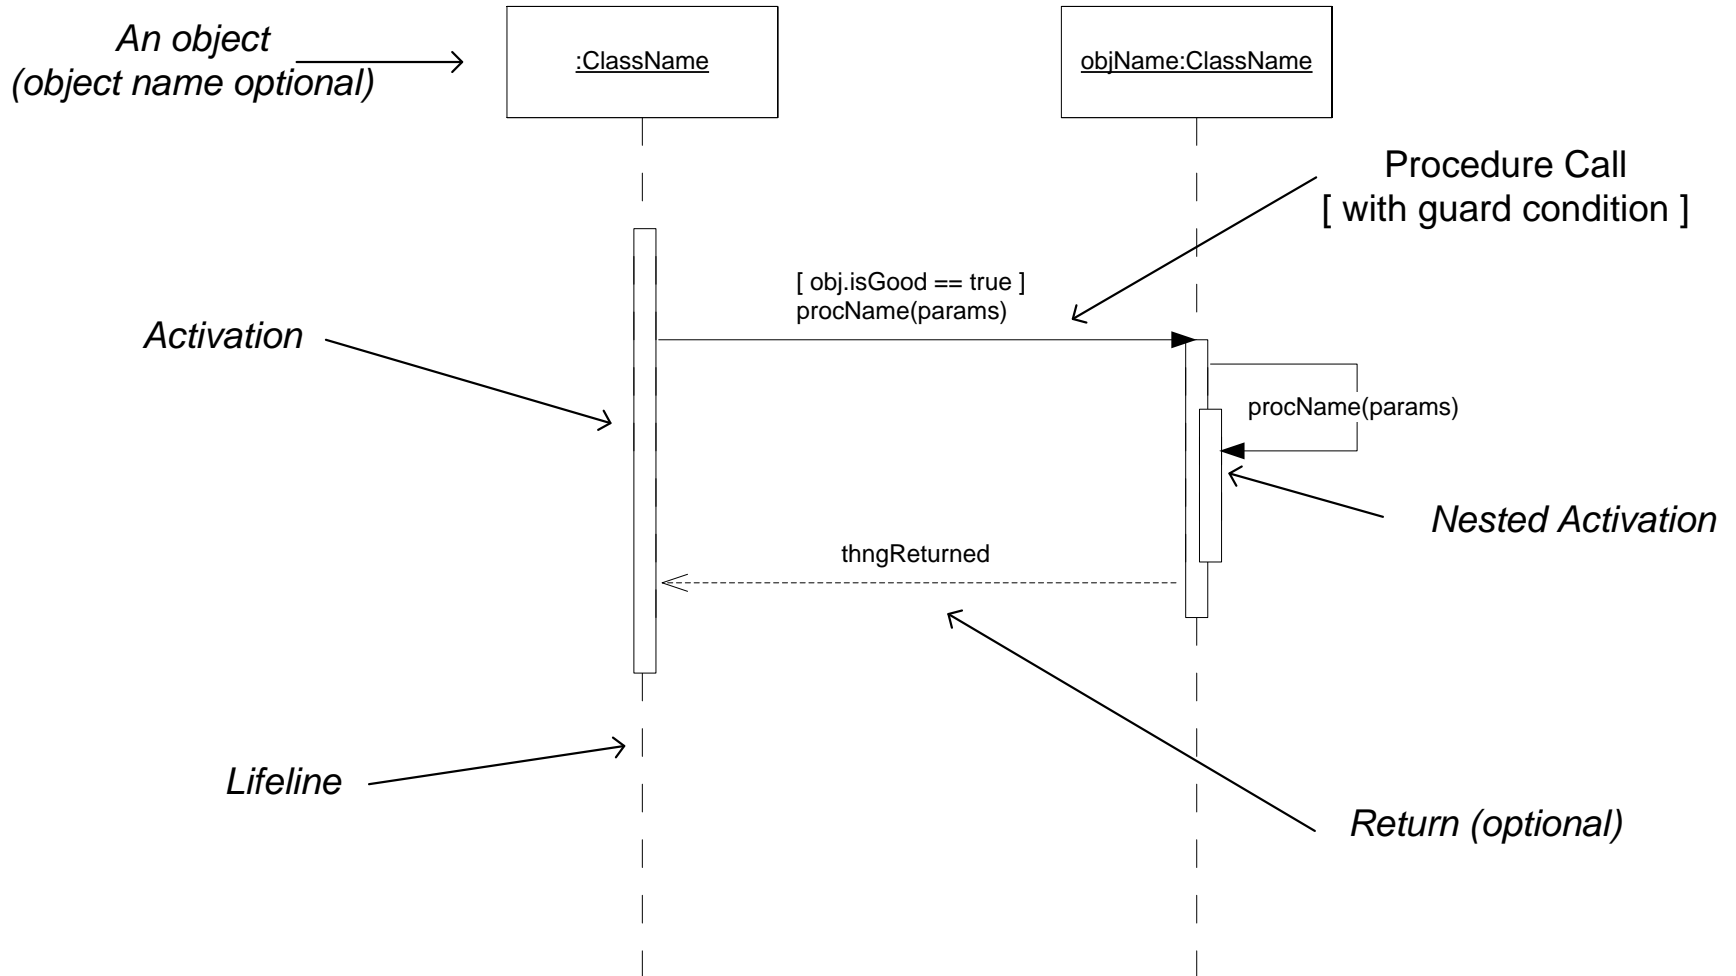 An object
(object name optional)
:ClassName
objName:ClassName
Procedure Call
[ with guard condition ]
[ obj.isGood == true ]
procName(params)
Activation
procName(params)
Nested Activation
thngReturned
Lifeline
Return (optional)